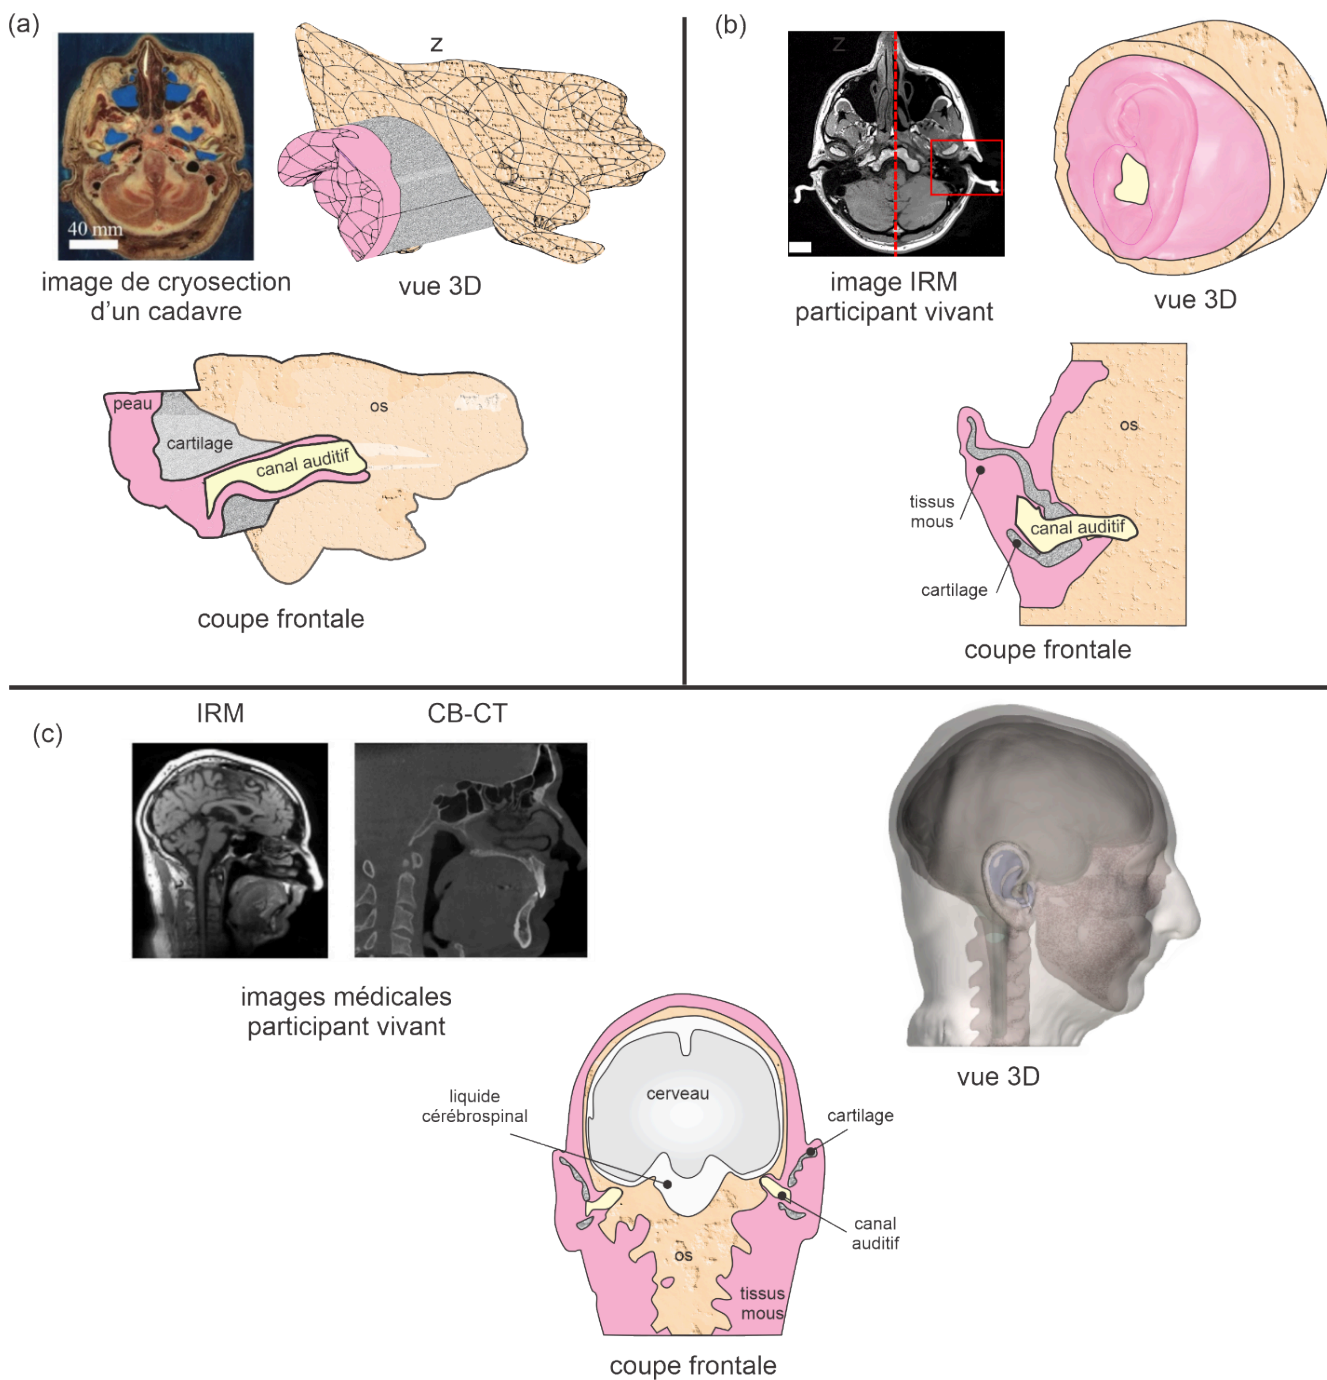 (a)
z
40 mm
image de cryosection
d’un cadavre
vue 3D
peau
os
cartilage
canal auditif
coupe frontale
(b)
z
image IRM
participant vivant
vue 3D
os
tissus
mous
canal auditif
cartilage
coupe frontale
(c)
IRM
CB-CT
images médicales
participant vivant
vue 3D
liquide
cérébrospinal
cerveau
cartilage
canal
auditif
os
tissus
mous
coupe frontale